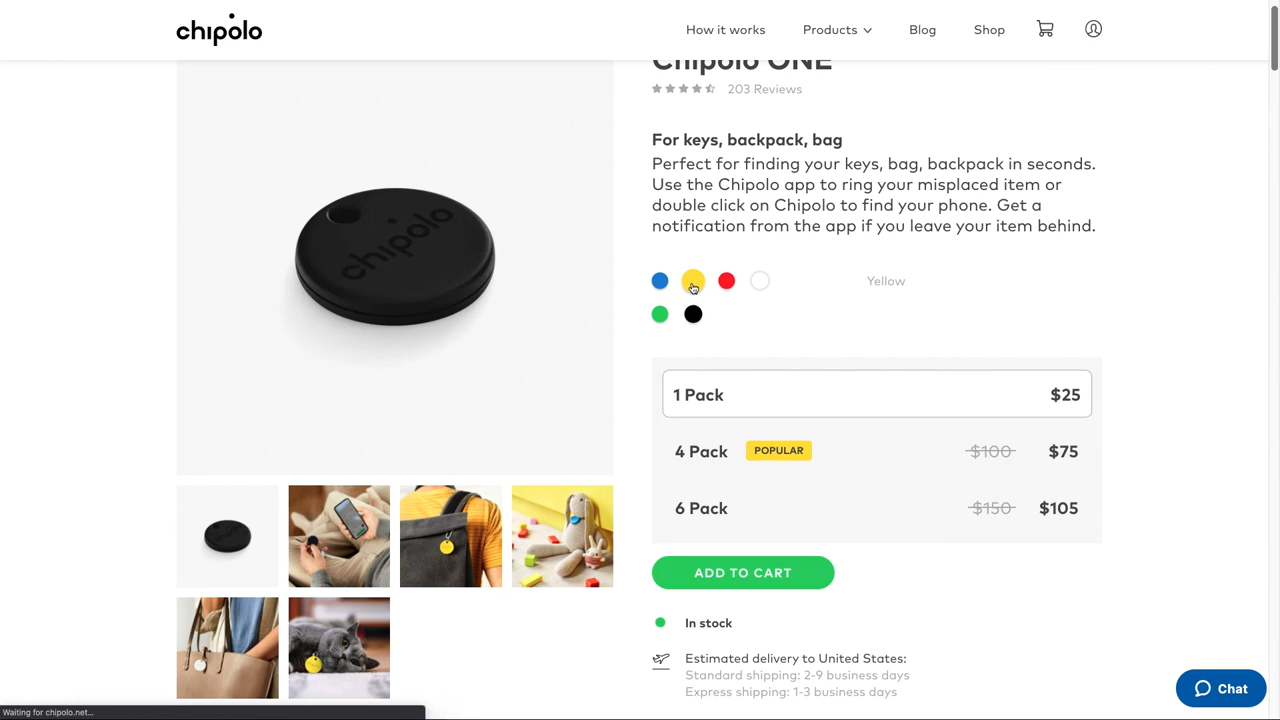 chipolo
How it works
Products
Blog
Shop
Chipolo ONE
203 Reviews
For keys, backpack, bag
Perfect for finding your keys, bag, backpack in seconds.
Use the Chipolo app to ring your misplaced item or
double click on Chipolo to find your phone. Get a
notification from the app if you leave your item behind.
Yellow
chipolo
1 Pack $25
4 Pack POPULAR $100 $75
6 Pack $150 $105
ADD TO CART
In stock
Estimated delivery to United States:
Standard shipping: 2-9 business days
Express shipping: 1-3 business days
Chat
Waiting for chipolo.net...